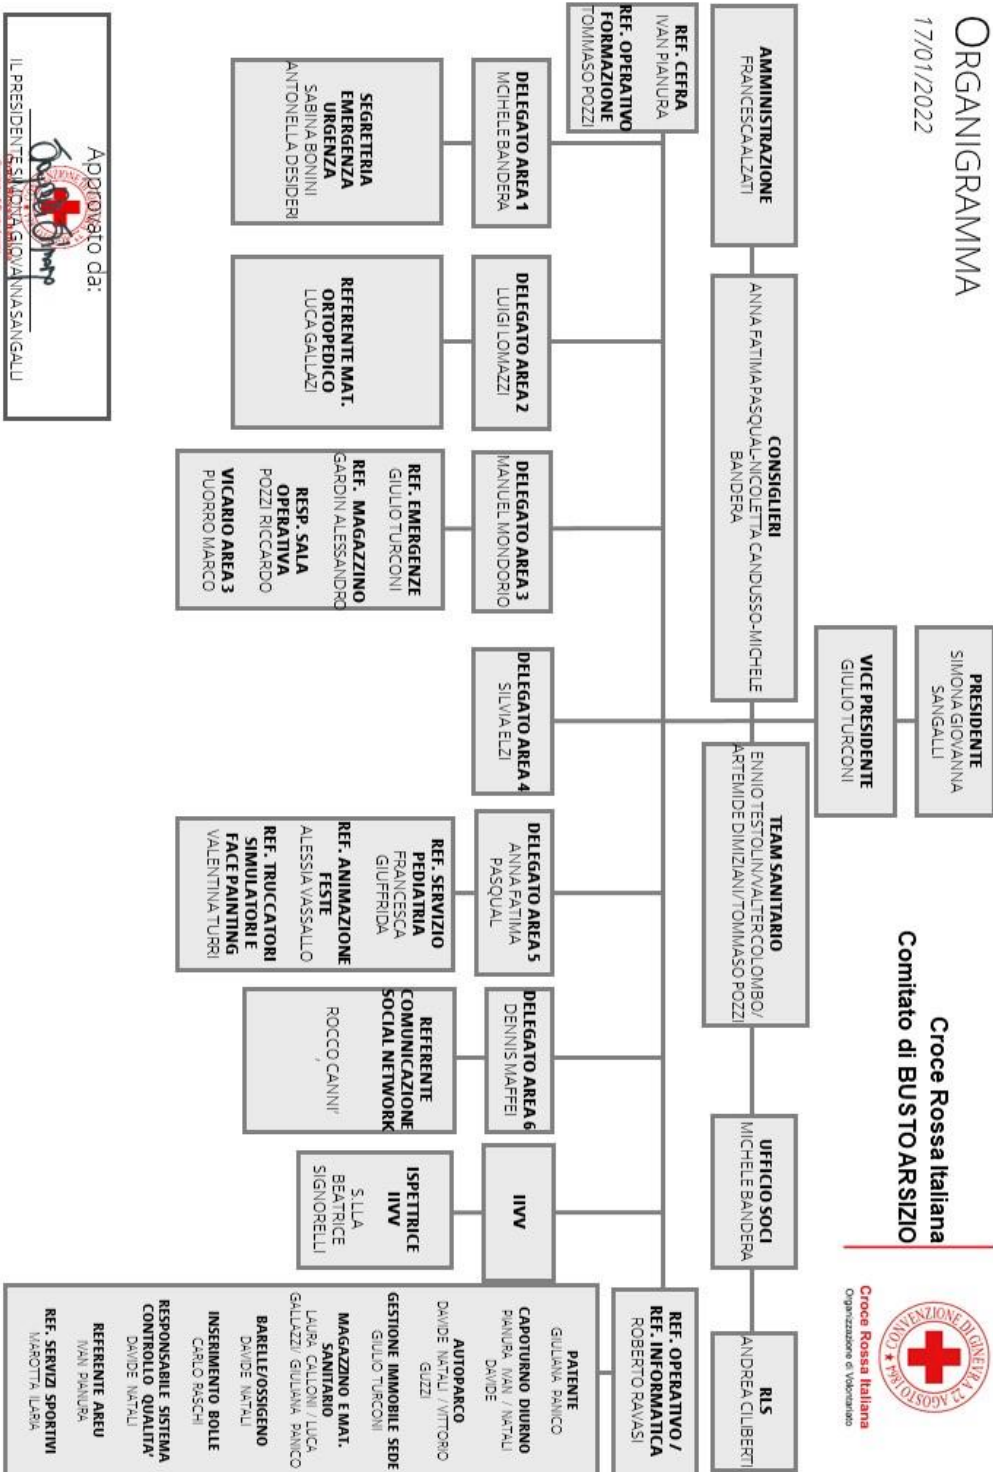 ORGANIGRAMMA
17/01/2022
Croce Rossa Italiana
Comitato di BUSTO ARSIZIO
CONVENZIONE DI GINEVRA 22 AGOSTO 1864
Croce Rossa Italiana
Organizzazione di Volontariato
PRESIDENTE
SIMONA GIOVANNA
SANGALLI
VICE PRESIDENTE
GIULIO TURCONI
AMMINISTRAZIONE
FRANCESCA ALZATI
CONSIGLIERI
ANNA FATIMA PASQUAL-NICOLETTA CANDUSSO-MICHELE
BANDERA
TEAM SANITARIO
ENNIO TESTOLIN/VALTER COLOMBO/
ARTEMIDE DIMIZIANI/TOMMASO POZZI
UFFICIO SOCI
MICHELE BANDERA
RLS
ANDREA CILIBERTI
REF. CEFRA
IVAN PIANURA
REF. OPERATIVO
FORMAZIONE
TOMMASO POZZI
REF. OPERATIVO /
REF. INFORMATICA
ROBERTO RAVASI
DELEGATO AREA 1
MCIHELE BANDERA
DELEGATO AREA 2
LUIGI LOMAZZI
DELEGATO AREA 3
MANUEL MONDORIO
DELEGATO AREA 4
SILVIA ELZI
DELEGATO AREA 5
ANNA FATIMA
PASQUAL
DELEGATO AREA 6
DENNIS MAFFEI
IIVV
SEGRETERIA
EMERGENZA
URGENZA
SABINA BONINI
ANTONELLA DESIDERI
REFERENTE MAT.
ORTOPEDICO
LUCA GALLAZI
REF. EMERGENZE
GIULIO TURCONI
REF. MAGAZZINO
GARDIN ALESSANDRO
RESP. SALA
OPERATIVA
POZZI RICCARDO
VICARIO AREA 3
PUORRO MARCO
REF. SERVIZIO
PEDIATRIA
FRANCESCA
GIUFFRIDA
REF. ANIMAZIONE
FESTE
ALESSIA VASSALLO
REF. TRUCCATORI
SIMULATORI E
FACE PAINTING
VALENTINA TURRI
REFERENTE
COMUNICAZIONE
SOCIAL NETWORK
ROCCO CANNI'
ISPETTRICE
IIVV
S.LLA
BEATRICE
SIGNORELLI
PATENTE
GIULIANA PANICO
CAPOTURNO DIURNO
PIANURA IVAN / NATALI
DAVIDE
AUTOPARCO
DAVIDE NATALI / VITTORIO
GUZZI
GESTIONE IMMOBILE SEDE
GIULIO TURCONI
MAGAZZINO E MAT.
SANITARIO
LAURA CALLONI / LUCA
GALLAZZI/ GIULIANA PANICO
BARELLE/OSSIGENO
DAVIDE NATALI
INSERIMENTO BOLLE
CARLO RASCHI
RESPONSABILE SISTEMA
CONTROLLO QUALITA'
DAVIDE NATALI
REFERENTE AREU
IVAN PIANURA
REF. SERVIZI SPORTIVI
MAROTTA ILARIA
Approvato da:
IL PRESIDENTE SIMONA GIOVANNA SANGALLI